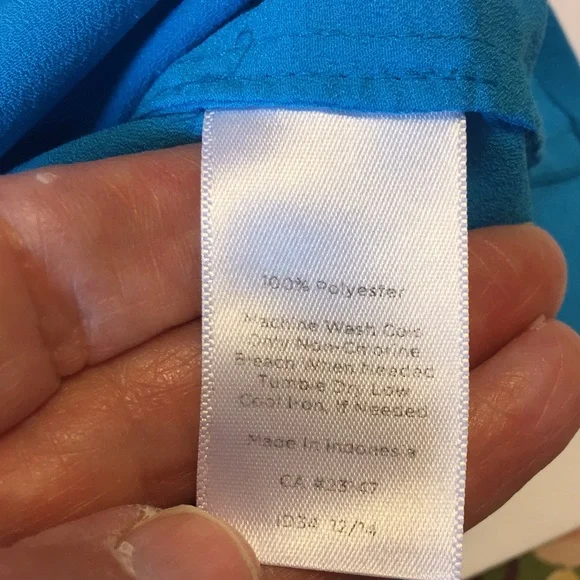 100% Polyester
Machine Wash Cold
Only Non-Chlorine
Bleach When Needed
Tumble Dry Low
Cool Iron, If Needed
Made In Indonesia
CA #23147
12/14